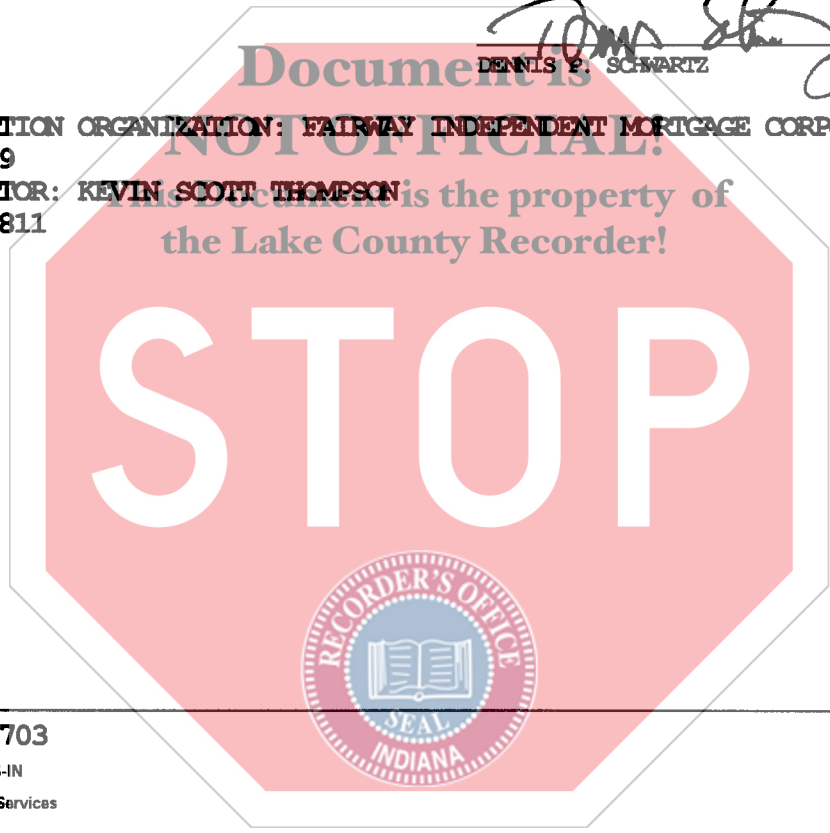 Document is
DENNIS P. SCHWARTZ
NOT OFFICIAL!
TION ORGANIZATION: FAIRWAY INDEPENDENT MORTGAGE CORP
9
This Document is the property of
TOR: KEVIN SCOTT THOMPSON
811
the Lake County Recorder!
STOP
RECORDER'S OFFICE
SEAL
INDIANA
703
-IN
Services